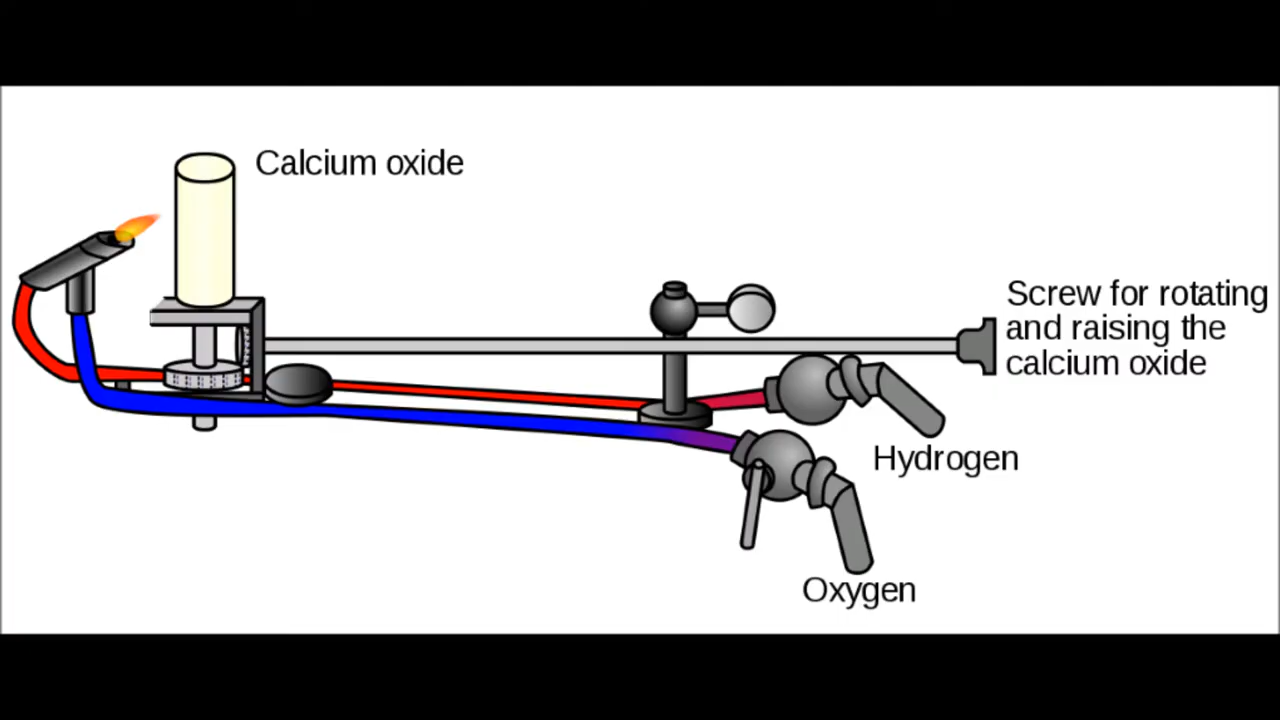 Calcium oxide
Screw for rotating
and raising the
calcium oxide
Hydrogen
Oxygen